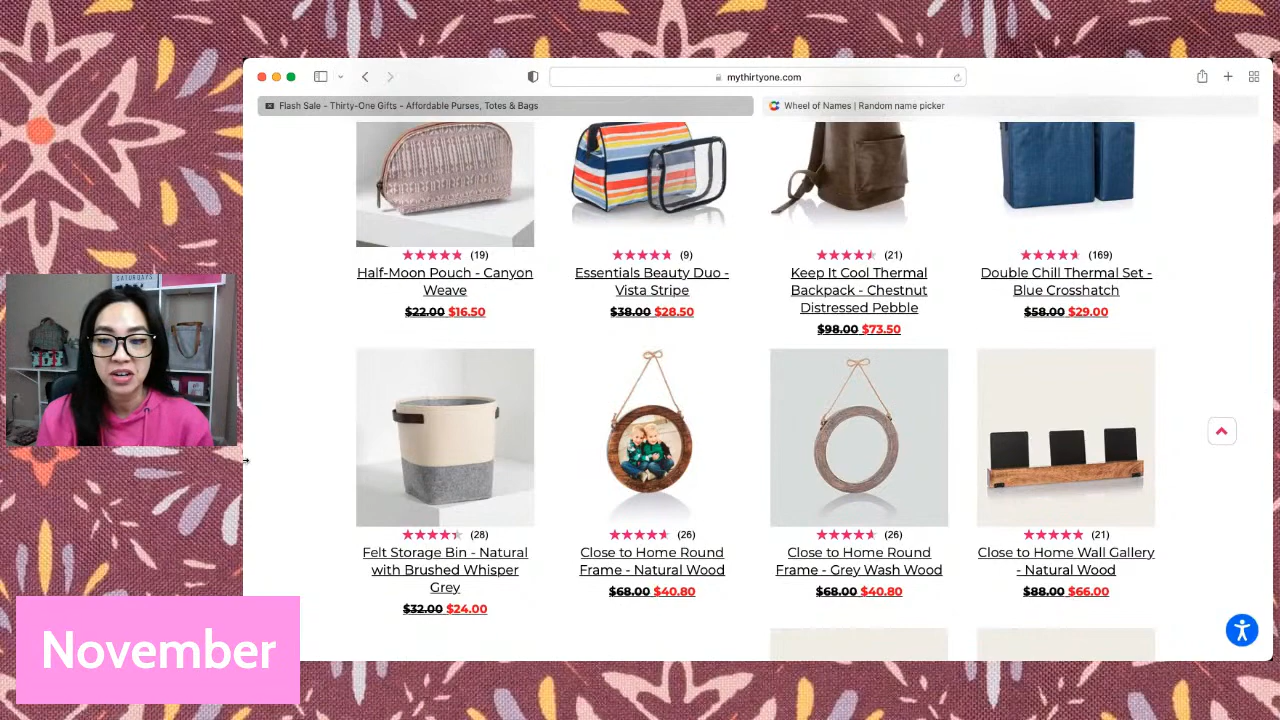 mythirtyone.com
Flash Sale - Thirty-One Gifts - Affordable Purses, Totes & Bags
Wheel of Names | Random name picker
(19)
Half-Moon Pouch - Canyon
Weave
$22.00 $16.50
(9)
Essentials Beauty Duo -
Vista Stripe
$38.00 $28.50
(21)
Keep It Cool Thermal
Backpack - Chestnut
Distressed Pebble
$98.00 $73.50
(169)
Double Chill Thermal Set -
Blue Crosshatch
$58.00 $29.00
SATURDAYS
(28)
Felt Storage Bin - Natural
with Brushed Whisper
Grey
$32.00 $24.00
(26)
Close to Home Round
Frame - Natural Wood
$68.00 $40.80
(26)
Close to Home Round
Frame - Grey Wash Wood
$68.00 $40.80
(21)
Close to Home Wall Gallery
- Natural Wood
$88.00 $66.00
November